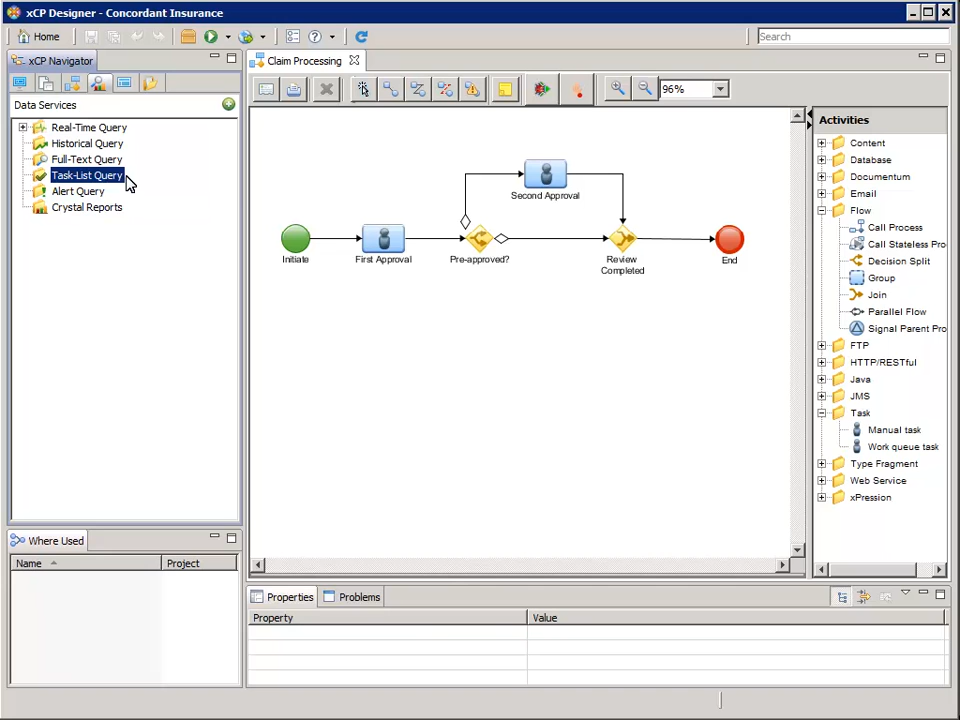 xCP Designer - Concordant Insurance
Home
Search
xCP Navigator
Claim Processing
96%
Data Services
Real-Time Query
Historical Query
Full-Text Query
Task-List Query
Alert Query
Crystal Reports
Initiate
First Approval
Pre-approved?
Second Approval
Review
Completed
End
Activities
Content
Database
Documentum
Email
Flow
Call Process
Call Stateless Pro
Decision Split
Group
Join
Parallel Flow
Signal Parent Pro
FTP
HTTP/RESTful
Java
JMS
Task
Manual task
Work queue task
Type Fragment
Web Service
xPression
Where Used
Name
Project
Properties
Problems
Property
Value